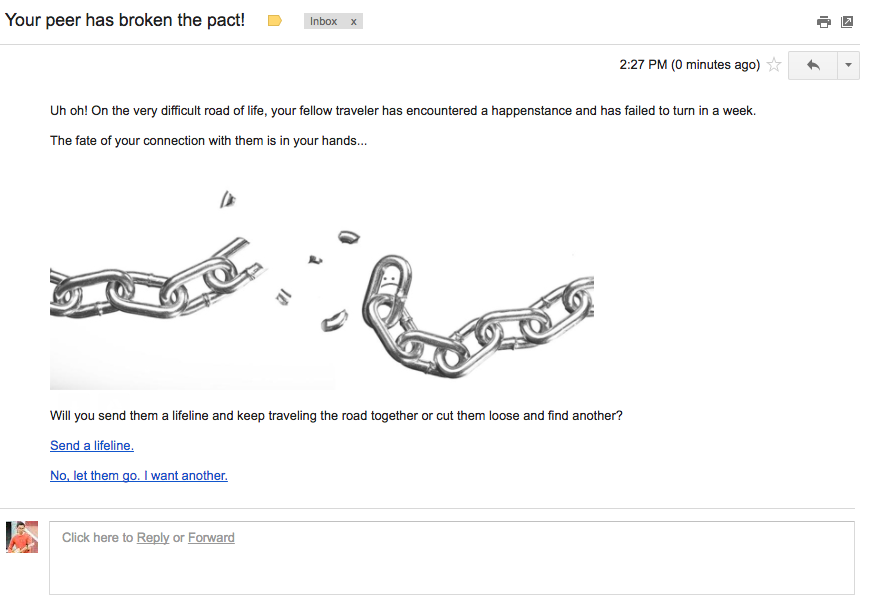 Your peer has broken the pact!
Inbox x
2:27 PM (0 minutes ago)
Uh oh! On the very difficult road of life, your fellow traveler has encountered a happenstance and has failed to turn in a week.
The fate of your connection with them is in your hands...
Will you send them a lifeline and keep traveling the road together or cut them loose and find another?
Send a lifeline.
No, let them go. I want another.
Click here to Reply or Forward